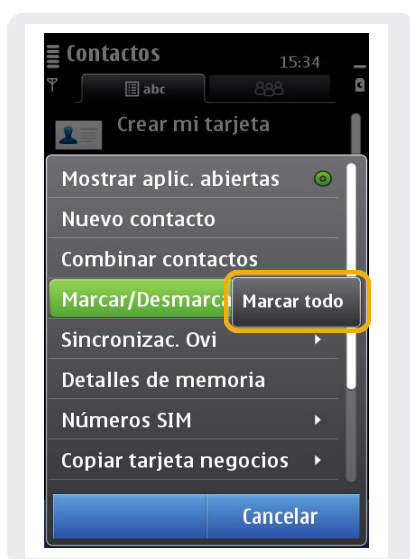 Contactos
15:34
abc
Crear mi tarjeta
Mostrar aplic. abiertas
Nuevo contacto
Combinar contactos
Marcar/Desmarca
Marcar todo
Sincronizac. Ovi
Detalles de memoria
Números SIM
Copiar tarjeta negocios
Cancelar